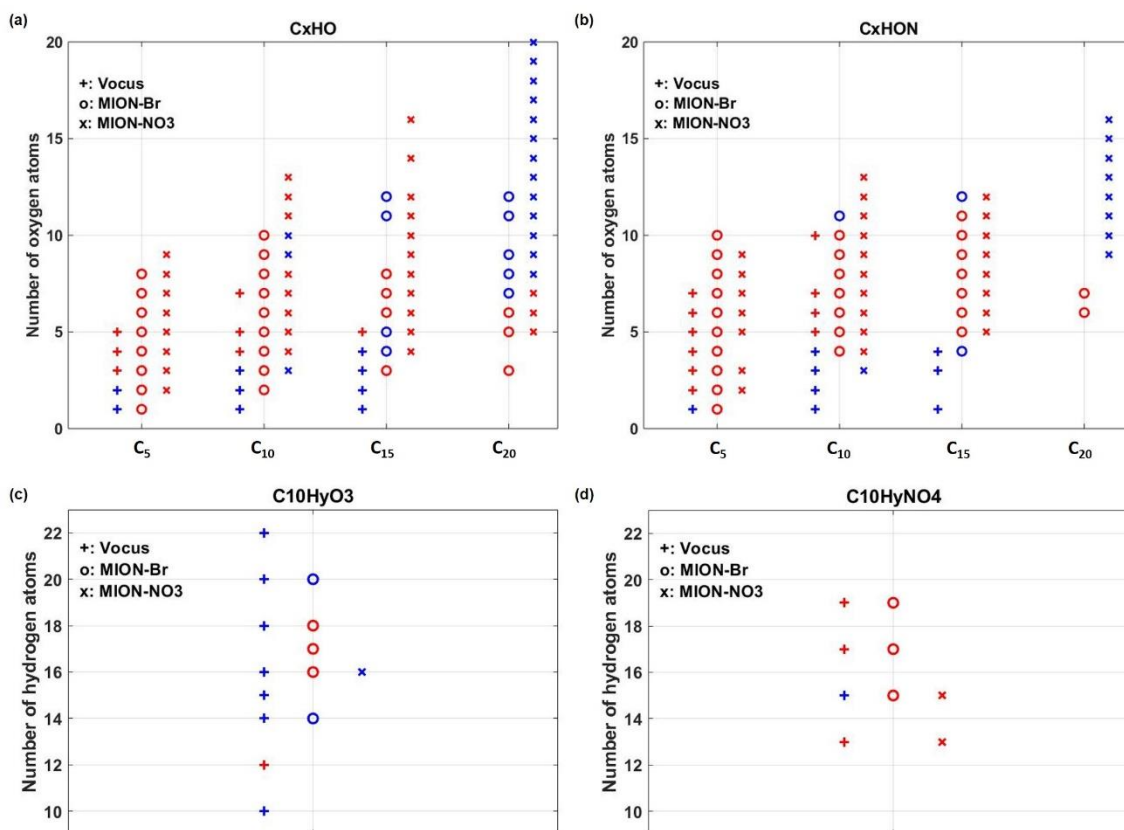 (a)
CxHO
Number of oxygen atoms
20
15
10
5
0
+: Vocus
o: MION-Br
x: MION-NO3
C5
C10
C15
C20
(b)
CxHON
Number of oxygen atoms
20
15
10
5
0
+: Vocus
o: MION-Br
x: MION-NO3
C5
C10
C15
C20
(c)
C10HyO3
Number of hydrogen atoms
22
20
18
16
14
12
10
+: Vocus
o: MION-Br
x: MION-NO3
(d)
C10HyNO4
Number of hydrogen atoms
22
20
18
16
14
12
10
+: Vocus
o: MION-Br
x: MION-NO3